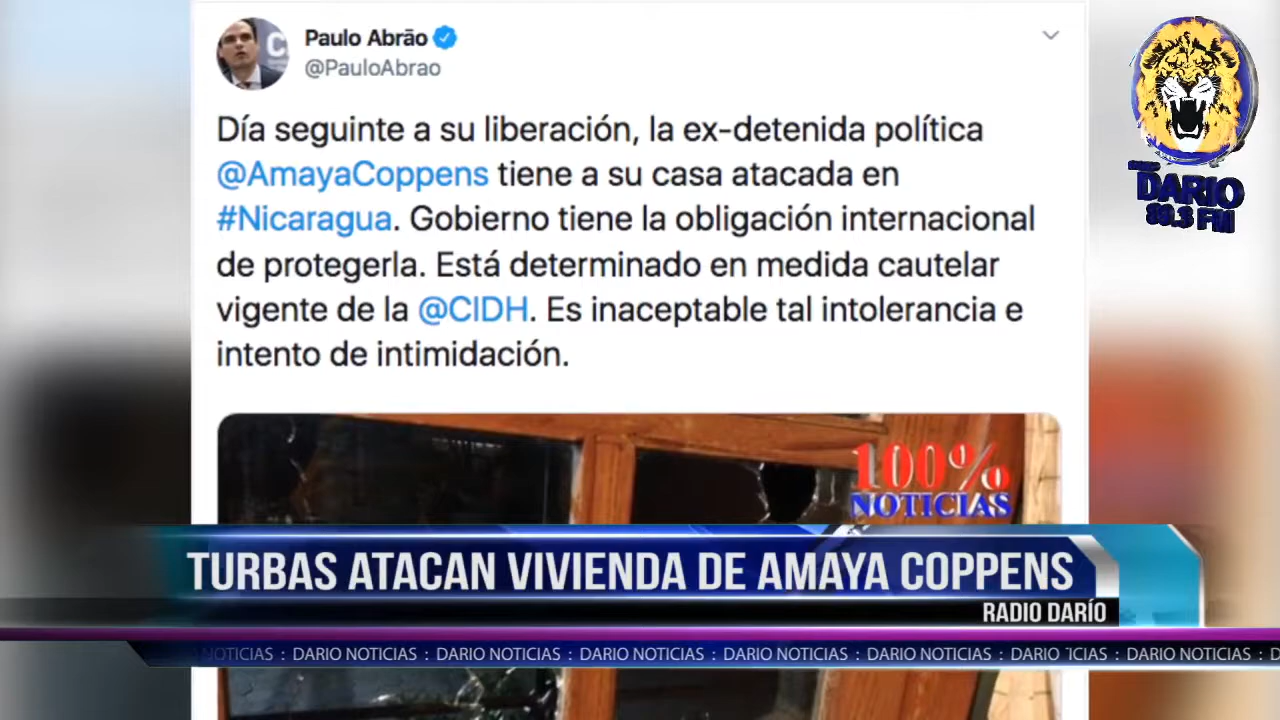 Paulo Abrāo
@PauloAbrao
Día seguinte a su liberación, la ex-detenida política
@AmayaCoppens tiene a su casa atacada en
#Nicaragua. Gobierno tiene la obligación internacional
de protegerla. Está determinado en medida cautelar
vigente de la @CIDH. Es inaceptable tal intolerancia e
intento de intimidación.
DARIO
89.3 FM
100%
NOTICIAS
TURBAS ATACAN VIVIENDA DE AMAYA COPPENS
RADIO DARÍO
NOTICIAS : DARIO NOTICIAS : DARIO NOTICIAS : DARIO NOTICIAS : DARIO NOTICIAS : DARIO NOTICIAS : DARIO : DARIO NOTICIAS :